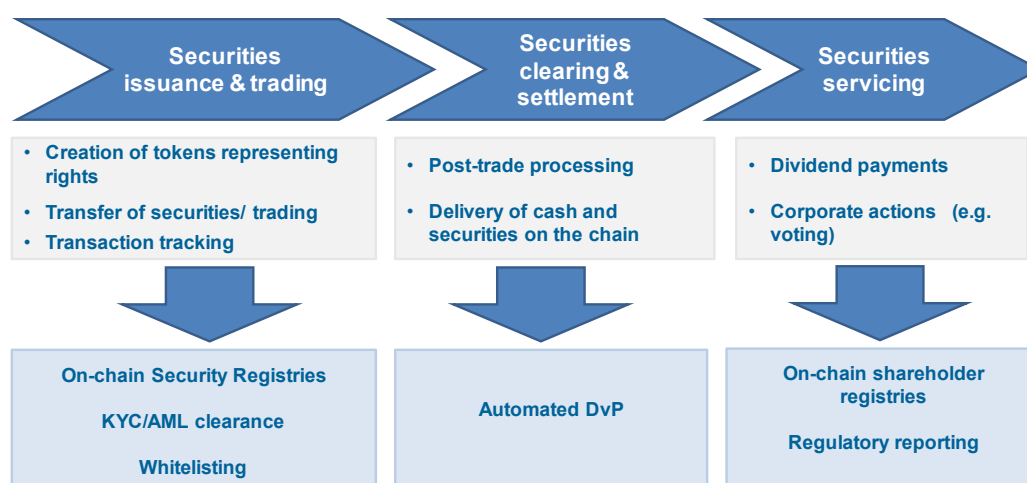 Securities
issuance & trading
Securities
clearing &
settlement
Securities
servicing
• Creation of tokens representing
rights
• Transfer of securities/ trading
• Transaction tracking
• Post-trade processing
• Delivery of cash and
securities on the chain
• Dividend payments
• Corporate actions (e.g.
voting)
On-chain Security Registries
KYC/AML clearance
Whitelisting
Automated DvP
On-chain shareholder
registries
Regulatory reporting